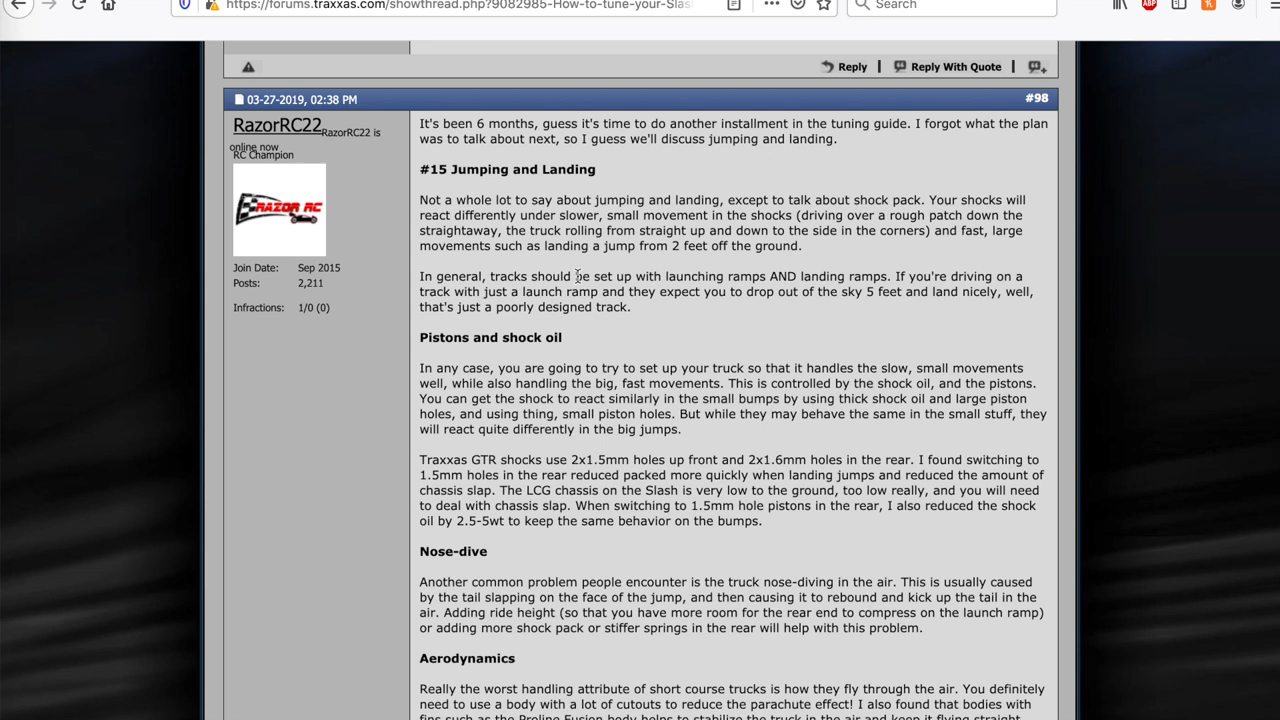 https://forums.traxxas.com/showthread.php?9082985-How-to-tune-your-Slas
Search
ABP
Reply | Reply With Quote |
03-27-2019, 02:38 PM #98
RazorRC22 RazorRC22 is
online now
RC Champion
RAZOR RC
Join Date: Sep 2015
Posts: 2,211
Infractions: 1/0 (0)
It's been 6 months, guess it's time to do another installment in the tuning guide. I forgot what the plan
was to talk about next, so I guess we'll discuss jumping and landing.
#15 Jumping and Landing
Not a whole lot to say about jumping and landing, except to talk about shock pack. Your shocks will
react differently under slower, small movement in the shocks (driving over a rough patch down the
straightaway, the truck rolling from straight up and down to the side in the corners) and fast, large
movements such as landing a jump from 2 feet off the ground.
In general, tracks should be set up with launching ramps AND landing ramps. If you're driving on a
track with just a launch ramp and they expect you to drop out of the sky 5 feet and land nicely, well,
that's just a poorly designed track.
Pistons and shock oil
In any case, you are going to try to set up your truck so that it handles the slow, small movements
well, while also handling the big, fast movements. This is controlled by the shock oil, and the pistons.
You can get the shock to react similarly in the small bumps by using thick shock oil and large piston
holes, and using thing, small piston holes. But while they may behave the same in the small stuff, they
will react quite differently in the big jumps.
Traxxas GTR shocks use 2x1.5mm holes up front and 2x1.6mm holes in the rear. I found switching to
1.5mm holes in the rear reduced packed more quickly when landing jumps and reduced the amount of
chassis slap. The LCG chassis on the Slash is very low to the ground, too low really, and you will need
to deal with chassis slap. When switching to 1.5mm hole pistons in the rear, I also reduced the shock
oil by 2.5-5wt to keep the same behavior on the bumps.
Nose-dive
Another common problem people encounter is the truck nose-diving in the air. This is usually caused
by the tail slapping on the face of the jump, and then causing it to rebound and kick up the tail in the
air. Adding ride height (so that you have more room for the rear end to compress on the launch ramp)
or adding more shock pack or stiffer springs in the rear will help with this problem.
Aerodynamics
Really the worst handling attribute of short course trucks is how they fly through the air. You definitely
need to use a body with a lot of cutouts to reduce the parachute effect! I also found that bodies with
fins such as the Proline Fusion body helps to stabilize the truck in the air and keep it flying straight